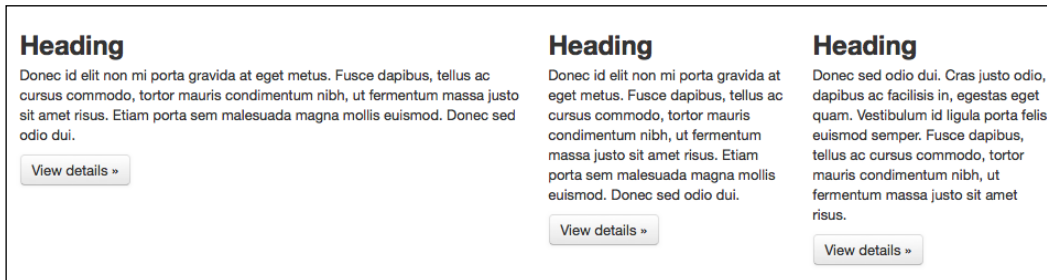 Heading
Donec id elit non mi porta gravida at eget metus. Fusce dapibus, tellus ac
cursus commodo, tortor mauris condimentum nibh, ut fermentum massa justo
sit amet risus. Etiam porta sem malesuada magna mollis euismod. Donec sed
odio dui.
View details »
Heading
Donec id elit non mi porta gravida at
eget metus. Fusce dapibus, tellus ac
cursus commodo, tortor mauris
condimentum nibh, ut fermentum
massa justo sit amet risus. Etiam
porta sem malesuada magna mollis
euismod. Donec sed odio dui.
View details »
Heading
Donec sed odio dui. Cras justo odio,
dapibus ac facilisis in, egestas eget
quam. Vestibulum id ligula porta felis
euismod semper. Fusce dapibus,
tellus ac cursus commodo, tortor
mauris condimentum nibh, ut
fermentum massa justo sit amet
risus.
View details »